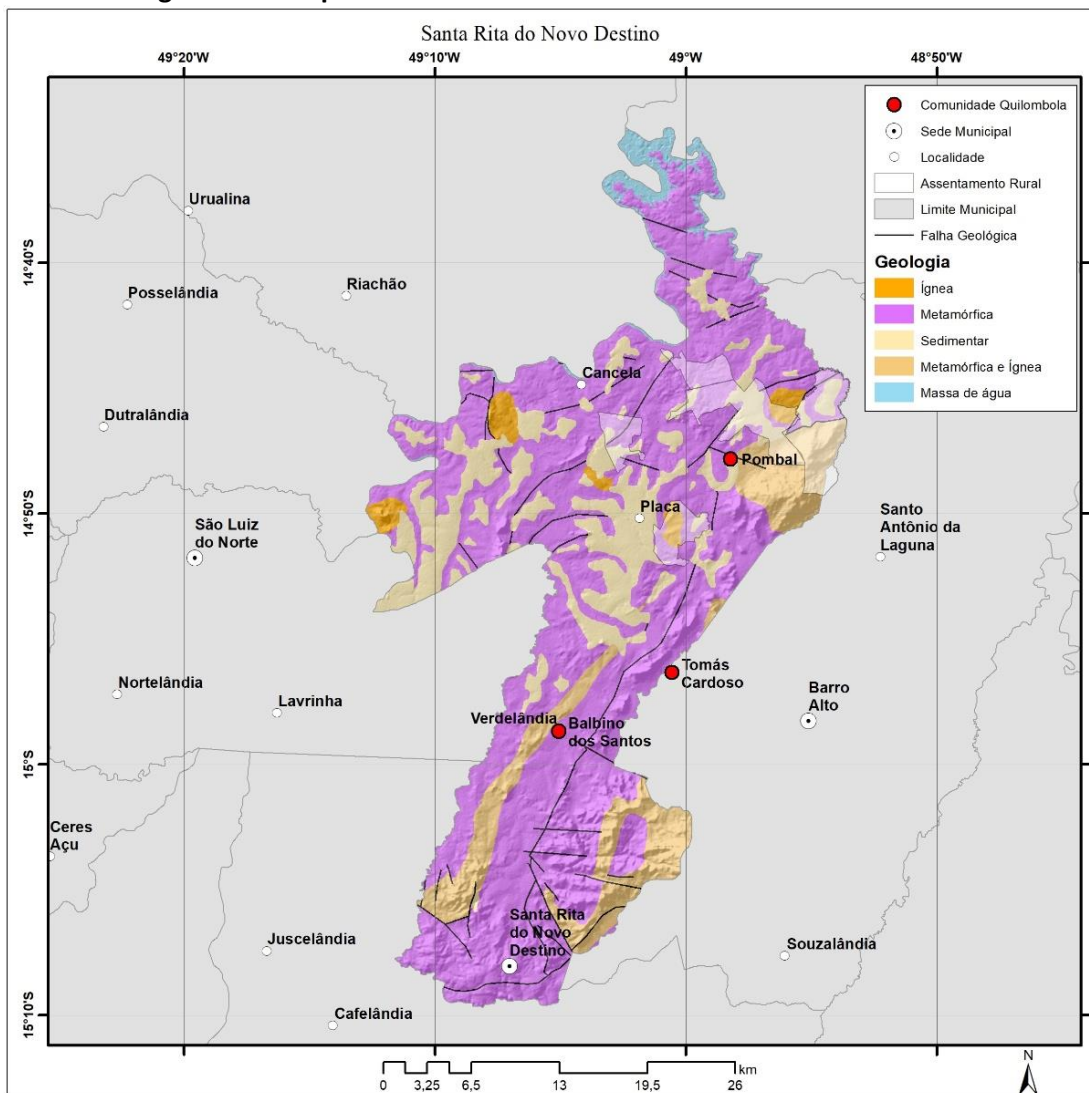 Santa Rita do Novo Destino
49°20'W
49°10'W
49°0'W
48°50'W
Comunidade Quilombola
Sede Municipal
Localidade
Assentamento Rural
Limite Municipal
Falha Geológica
Geologia
Ígnea
Metamórfica
Sedimentar
Metamórfica e Ígnea
Massa de água
Urualina
14°40'S
Posselândia
Riachão
Cancela
Dutralândia
Pombal
14°50'S
São Luiz
do Norte
Placa
Santo
Antônio da
Laguna
Tomás
Cardoso
Nortelândia
Lavrinha
Barro
Alto
Verdelândia
Balbino
dos Santos
15°S
Ceres
Açu
Santa Rita
do Novo
Destino
Juscelândia
Souzalândia
15°10'S
Cafelândia
0 3,25 6,5 13 19,5 26
km
N